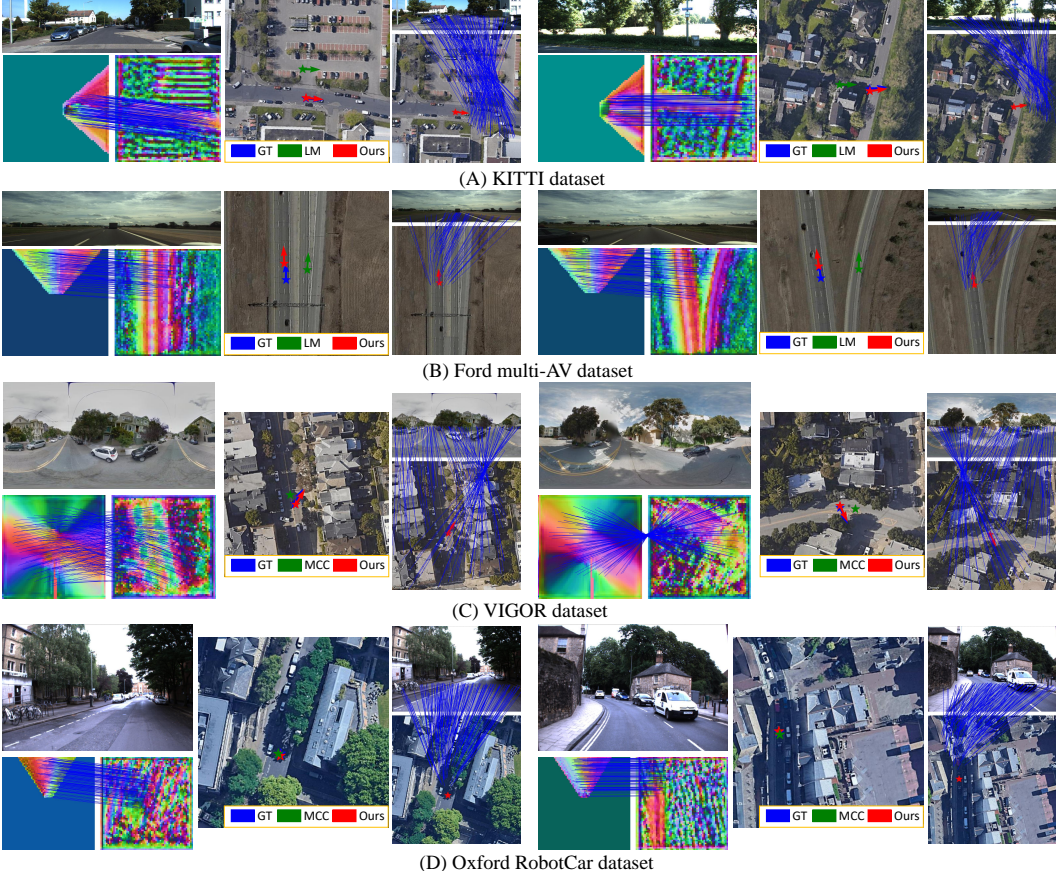 GT LM Ours GT LM Ours
(A) KITTI dataset
GT LM Ours GT LM Ours
(B) Ford multi-AV dataset
GT MCC Ours GT MCC Ours
(C) VIGOR dataset
GT MCC Ours GT MCC Ours
(D) Oxford RobotCar dataset